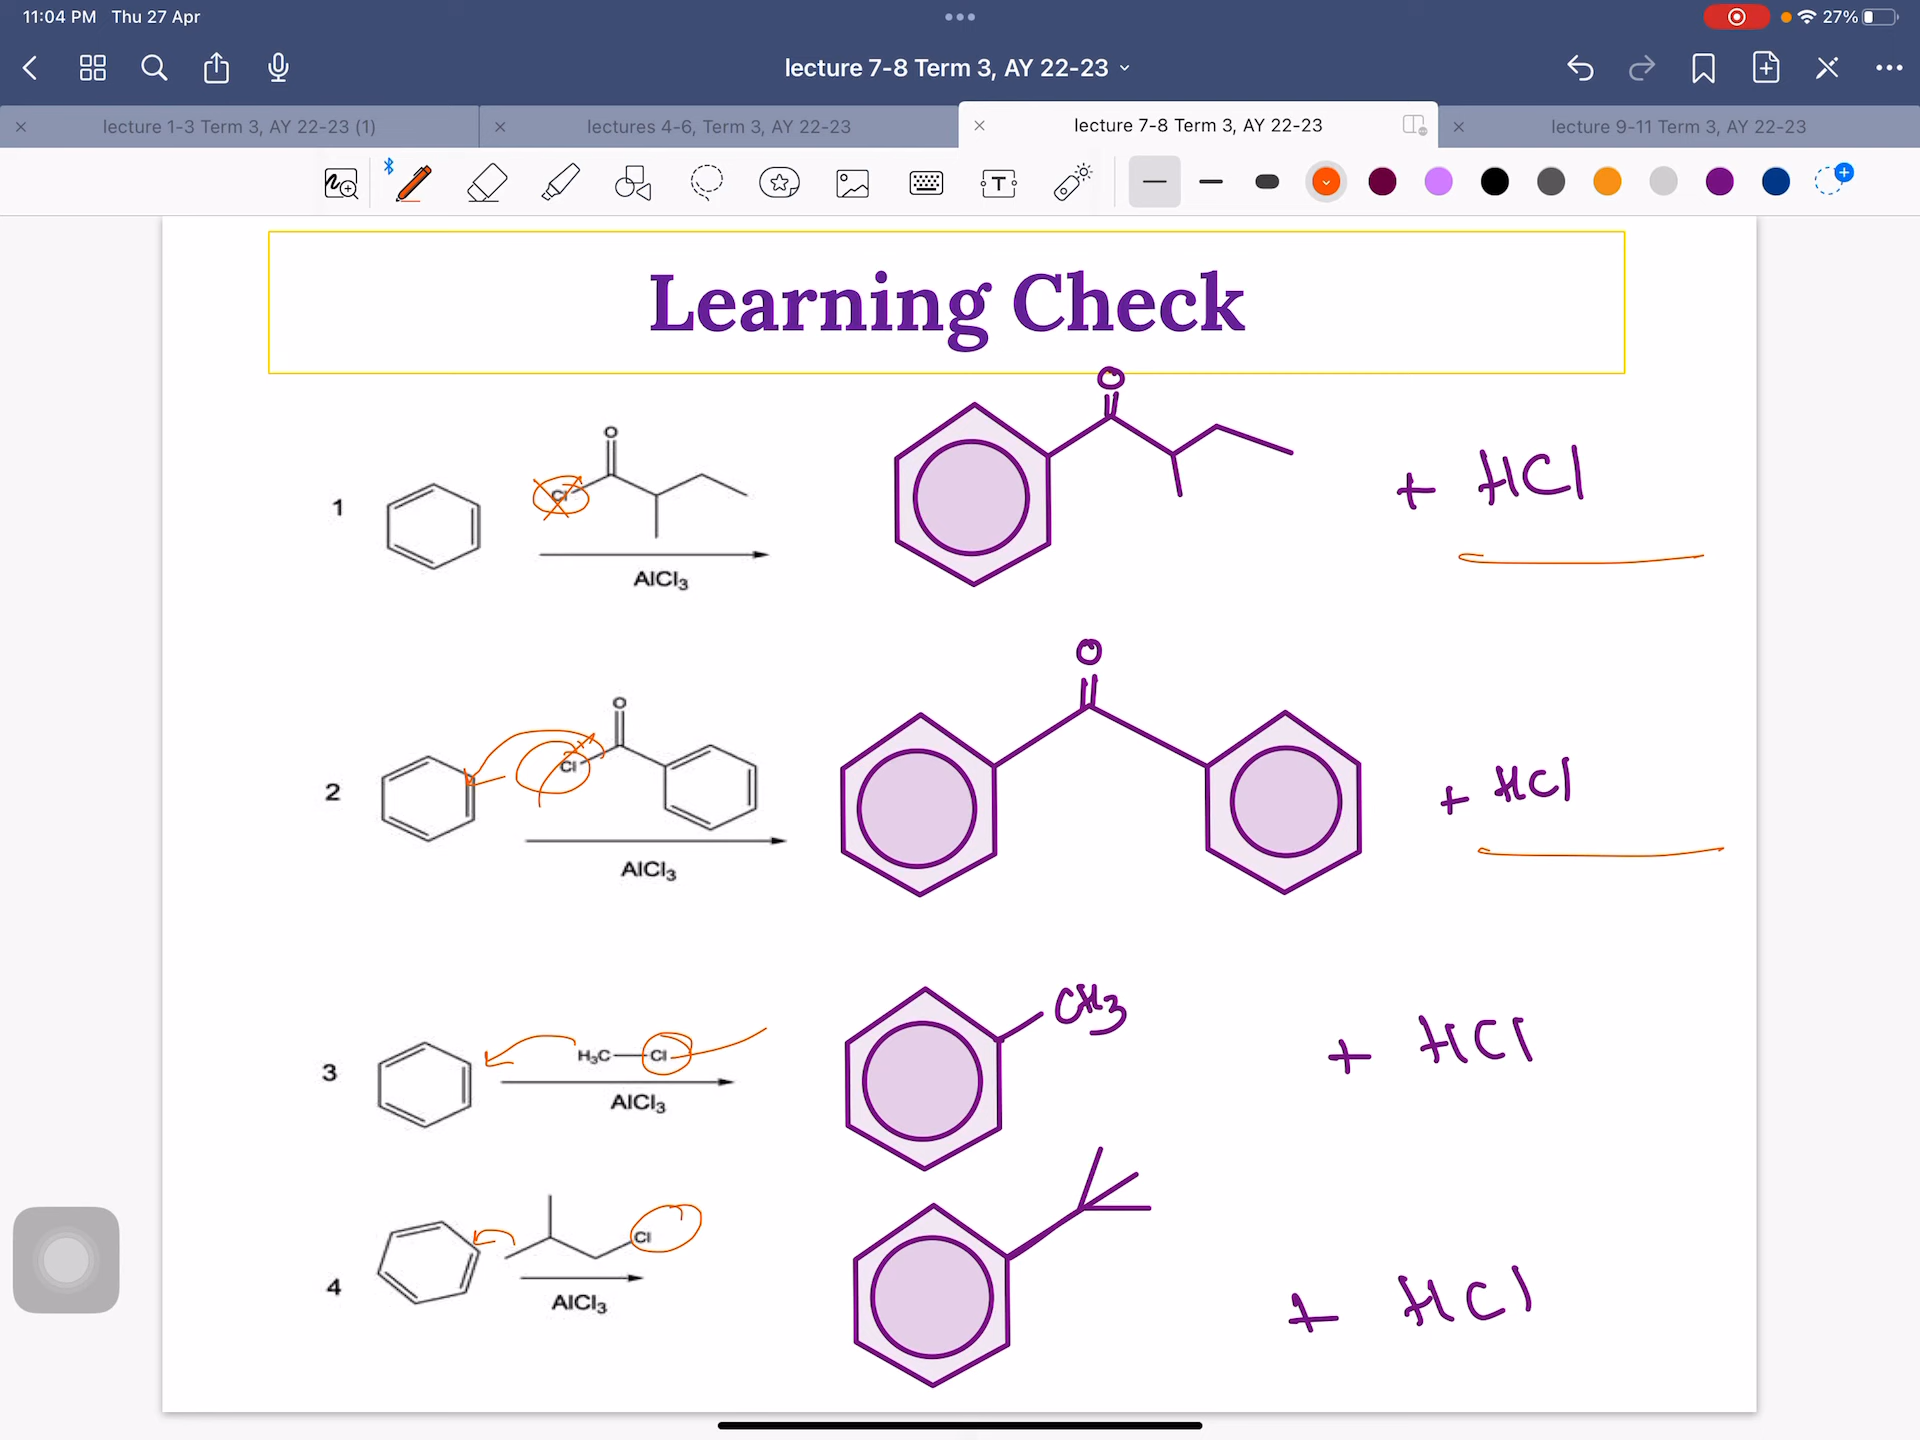 11:04 PM Thu 27 Apr
27%
lecture 7-8 Term 3, AY 22-23
lecture 1-3 Term 3, AY 22-23 (1)
lectures 4-6, Term 3, AY 22-23
lecture 7-8 Term 3, AY 22-23
lecture 9-11 Term 3, AY 22-23
T
Learning Check
1
O
Cl
AlCl3
O
+ HCl
2
O
Cl
AlCl3
O
+ HCl
3
H3C Cl
AlCl3
CH3
+ HCl
4
Cl
AlCl3
+ HCl